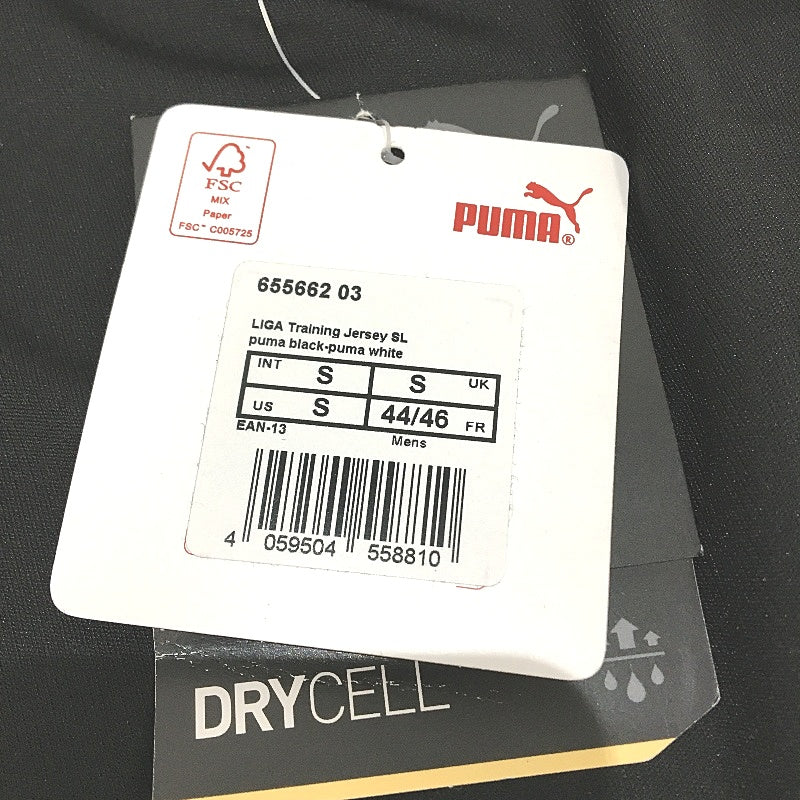 FSC
MIX
Paper
FSC™ C005725
PUMA®
655662 03
LIGA Training Jersey SL
puma black-puma white
INT S S UK
US S 44/46 FR
EAN-13
Mens
4 059504 558810
DRYCELL